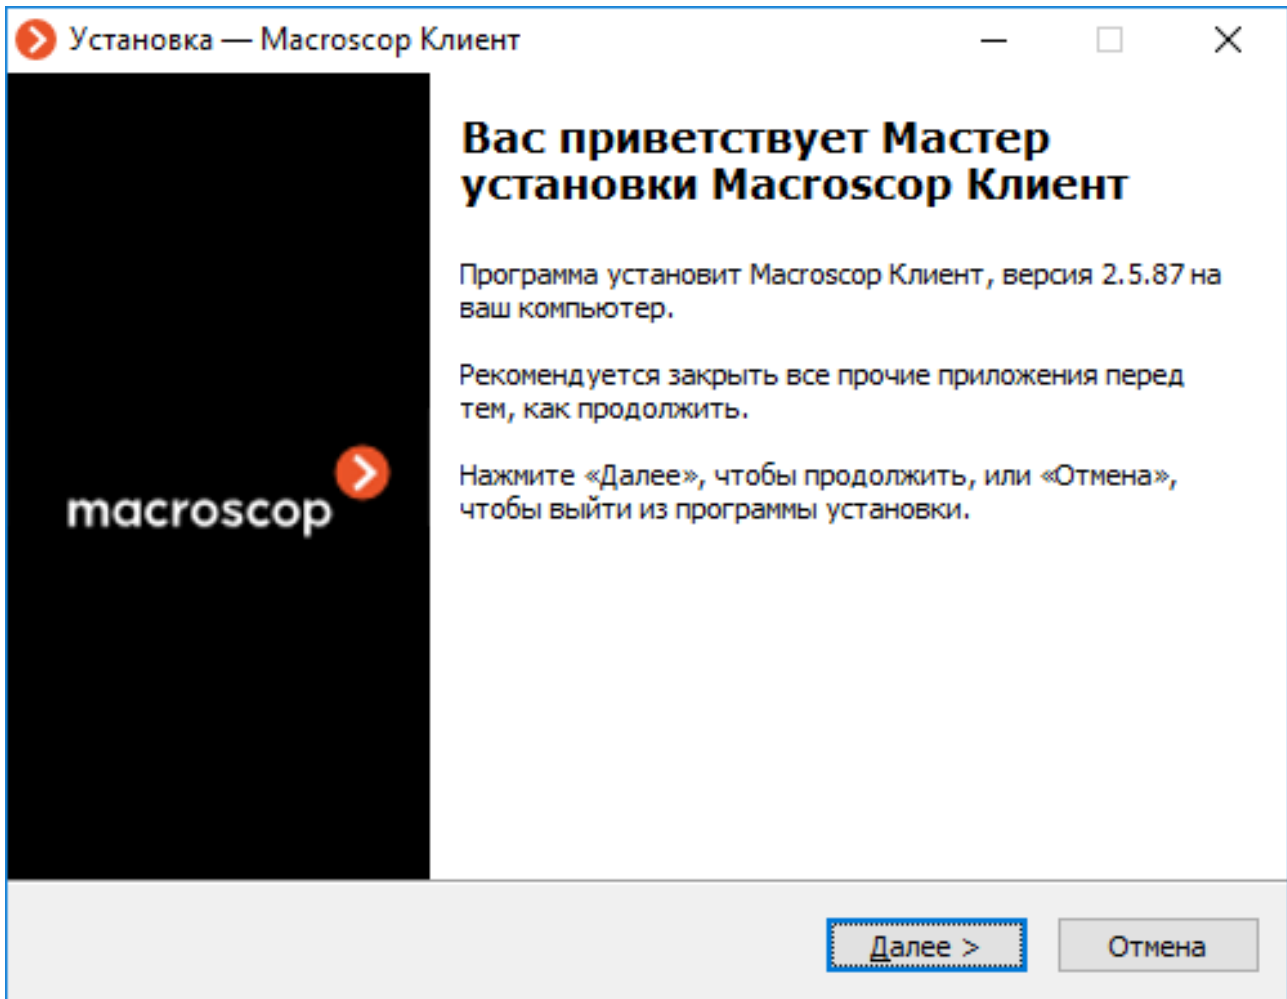 Установка — Macroscop Клиент
Вас приветствует Мастер
установки Macroscop Клиент
Программа установит Macroscop Клиент, версия 2.5.87 на
ваш компьютер.
Рекомендуется закрыть все прочие приложения перед
тем, как продолжить.
Нажмите «Далее», чтобы продолжить, или «Отмена»,
чтобы выйти из программы установки.
macroscop
Далее >
Отмена